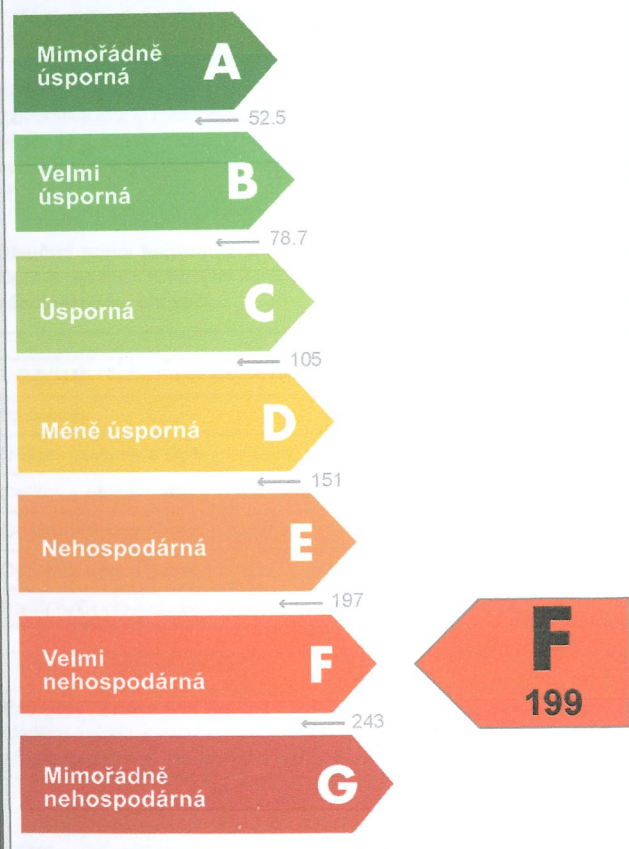 Mimořádně
úsporná
A
52.5
Velmi
úsporná
B
78.7
Úsporná
C
105
Méně úsporná
D
151
Nehospodárná
E
197
Velmi
nehospodárná
F
F
199
243
Mimořádně
nehospodárná
G